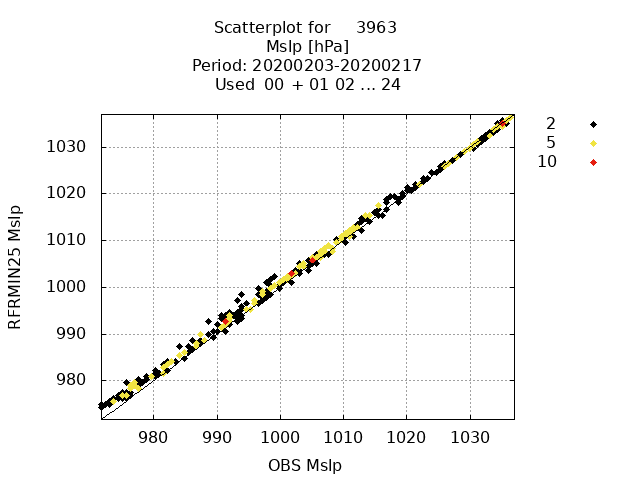 Scatterplot for 3963
Mslp [hPa]
Period: 20200203-20200217
Used 00 + 01 02 ... 24
2
5
10
1030
1020
1010
1000
990
980
RFRMIN25 Mslp
980 990 1000 1010 1020 1030
OBS Mslp